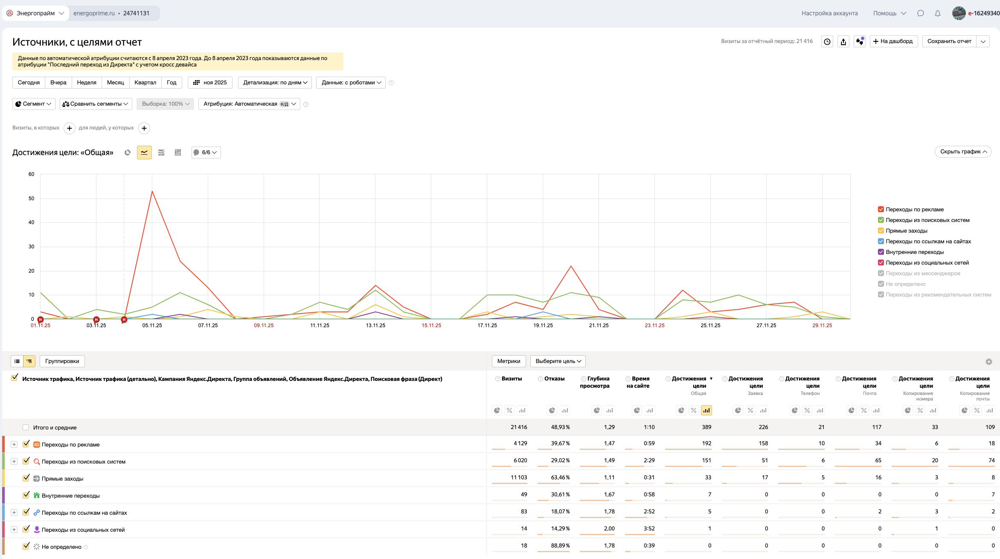 Энергопрайм energoprime.ru • 24741131 Настройка аккаунта Помощь e-16249340
Источники, с целями отчет Визиты за отчётный период: 21 416 На дашборд Сохранить отчет
Данные по автоматической атрибуции считаются с 8 апреля 2023 года. До 8 апреля 2023 года показываются данные по
атрибуции "Последний переход из Директа" с учетом кросс девайса
Сегодня Вчера Неделя Месяц Квартал Год ноя 2025 Детализация: по дням Данные: с роботами
Сегмент Сравнить сегменты Выборка: 100% Атрибуция: Автоматическая К/Д
Визиты, в которых + для людей, у которых +
Достижения цели: «Общая» 6/6 Скрыть график
60
50
40
30
20
10
0
Н Н Н
01.11.25 03.11.25 05.11.25 07.11.25 09.11.25 11.11.25 13.11.25 15.11.25 17.11.25 19.11.25 21.11.25 23.11.25 25.11.25 27.11.25 29.11.25
Переходы по рекламе
Переходы из поисковых систем
Прямые заходы
Переходы по ссылкам на сайтах
Внутренние переходы
Переходы из социальных сетей
Переходы из мессенджеров
Не определено
Переходы из рекомендательных систем
Группировки Метрики Выберите цель
Источник трафика, Источник трафика (детально), Кампания Яндекс.Директа, Группа объявлений, Объявление Яндекс.Директа, Поисковая фраза (Директ)
Визиты
Отказы
Глубина
просмотра
Время
на сайте
Достижения
цели
Общая
Достижения
цели
Заявка
Достижения
цели
Телефон
Достижения
цели
Почта
Достижения
цели
Копирование
номера
Достижения
цели
Копирование
почты
Итого и средние 21 416 48,93 % 1,29 1:10 389 226 21 117 33 109
AD Переходы по рекламе 4 129 39,67 % 1,47 0:59 192 158 10 34 6 18
Переходы из поисковых систем 6 020 29,02 % 1,49 2:29 151 51 6 65 20 74
Прямые заходы 11 103 63,46 % 1,11 0:31 33 17 5 16 3 8
Внутренние переходы 49 30,61 % 1,67 0:58 7 0 0 0 0 7
Переходы по ссылкам на сайтах 83 18,07 % 1,78 2:52 5 0 0 2 3 2
Переходы из социальных сетей 14 14,29 % 2,00 3:52 1 0 0 0 1 0
Не определено 18 88,89 % 1,78 0:39 0 0 0 0 0 0